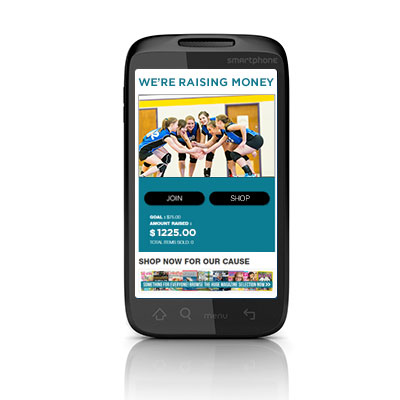 smartphone
WE'RE RAISING MONEY
JOIN SHOP
GOAL : $75.00
AMOUNT RAISED :
$1225.00
TOTAL ITEMS SOLD: 0
SHOP NOW FOR OUR CAUSE
SOMETHING FOR EVERYONE! BROWSE THE HUGE MAGAZINE SELECTION NOW >>
menu